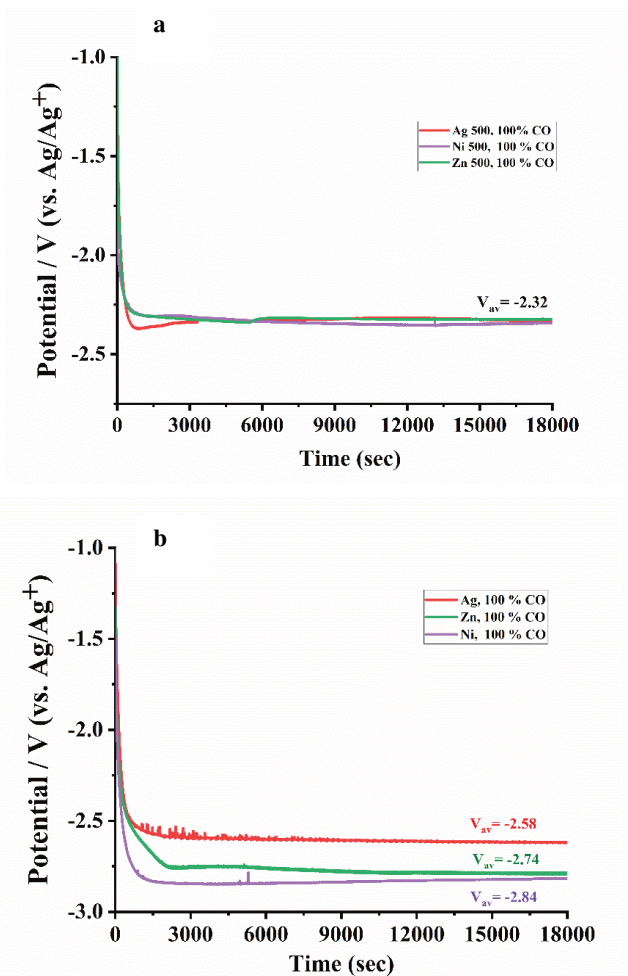 a
-1.0
-1.5
-2.0
-2.5
Potential / V (vs. Ag/Ag⁺)
Ag 500, 100% CO
Ni 500, 100 % CO
Zn 500, 100 % CO
Vav= -2.32
0 3000 6000 9000 12000 15000 18000
Time (sec)
b
-1.0
-1.5
-2.0
-2.5
-3.0
Potential / V (vs. Ag/Ag⁺)
Ag, 100 % CO
Zn, 100 % CO
Ni, 100 % CO
Vav= -2.58
Vav= -2.74
Vav= -2.84
0 3000 6000 9000 12000 15000 18000
Time (sec)